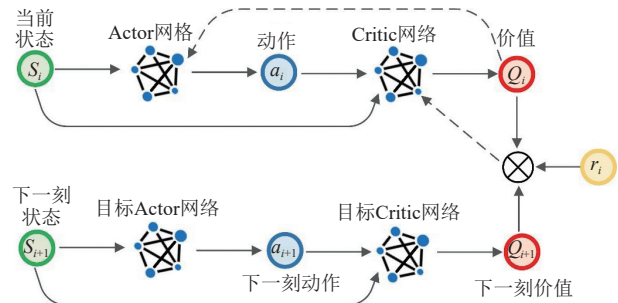 当前
状态
Actor网格
动作
Critic网络
价值
S_i
a_i
Q_i
r_i
下一刻
状态
目标Actor网络
目标Critic网络
S_{i+1}
a_{i+1}
Q_{i+1}
下一刻动作
下一刻价值